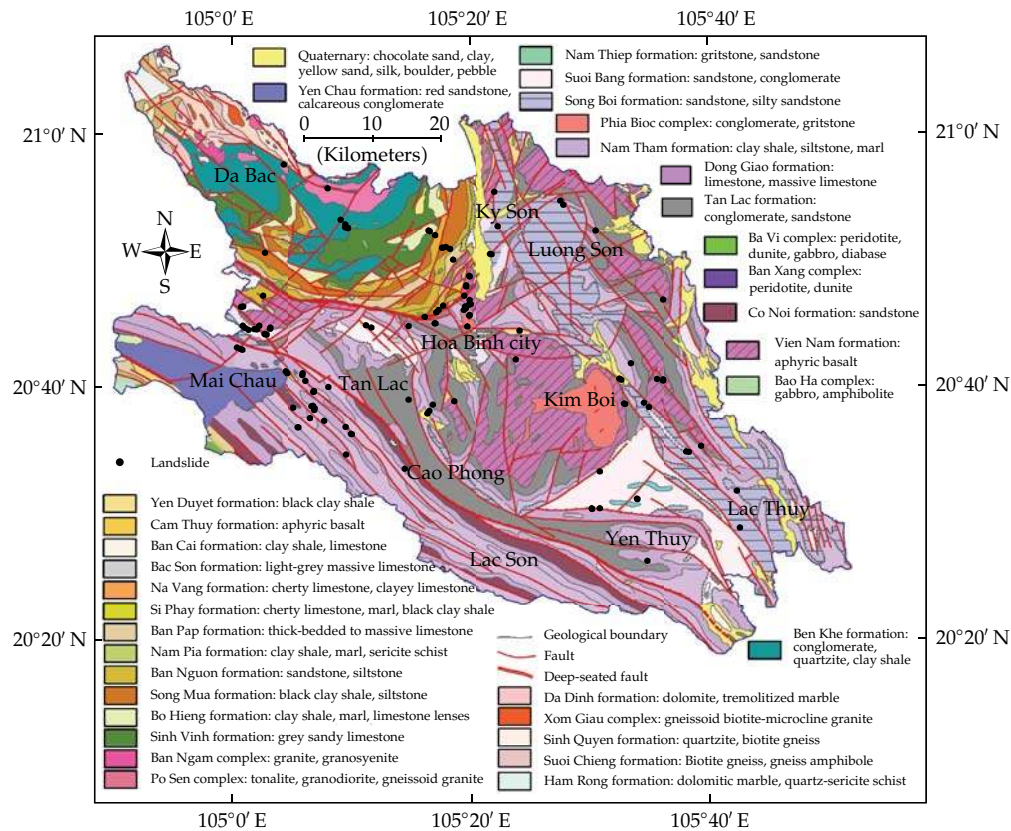 105°0′ E
105°20′ E
105°40′ E
Quaternary: chocolate sand, clay,
yellow sand, silk, boulder, pebble
Yen Chau formation: red sandstone,
calcareous conglomerate
0
10
20
(Kilometers)
Nam Thiep formation: gritstone, sandstone
Suoi Bang formation: sandstone, conglomerate
Song Boi formation: sandstone, silty sandstone
Phia Bioc complex: conglomerate, gritstone
Nam Tham formation: clay shale, siltstone, marl
Dong Giao formation:
limestone, massive limestone
Tan Lac formation:
conglomerate, sandstone
Ba Vi complex: peridotite,
dunite, gabbro, diabase
Ban Xang complex:
peridotite, dunite
Co Noi formation: sandstone
Vien Nam formation:
aphyric basalt
Bao Ha complex:
gabbro, amphibolite
21°0′ N
21°0′ N
20°40′ N
20°40′ N
20°20′ N
20°20′ N
N
W
E
S
Da Bac
Ky Son
Luong Son
Hoa Binh city
Mai Chau
Tan Lac
Kim Boi
Cao Phong
Lac Thuy
Yen Thuy
Lac Son
Landslide
Yen Duyet formation: black clay shale
Cam Thuy formation: aphyric basalt
Ban Cai formation: clay shale, limestone
Bac Son formation: light-grey massive limestone
Na Vang formation: cherty limestone, clayey limestone
Si Phay formation: cherty limestone, marl, black clay shale
Ban Pap formation: thick-bedded to massive limestone
Nam Pia formation: clay shale, marl, sericite schist
Ban Nguon formation: sandstone, siltstone
Song Mua formation: black clay shale, siltstone
Bo Hieng formation: clay shale, marl, limestone lenses
Sinh Vinh formation: grey sandy limestone
Ban Ngam complex: granite, granosyenite
Po Sen complex: tonalite, granodiorite, gneissoid granite
Geological boundary
Fault
Deep-seated fault
Da Dinh formation: dolomite, tremolitized marble
Xom Giau complex: gneissoid biotite-microcline granite
Sinh Quyen formation: quartzite, biotite gneiss
Suoi Chieng formation: Biotite gneiss, gneiss amphibole
Ham Rong formation: dolomitic marble, quartz-sericite schist
Ben Khe formation:
conglomerate,
quartzite, clay shale
105°0′ E
105°20′ E
105°40′ E